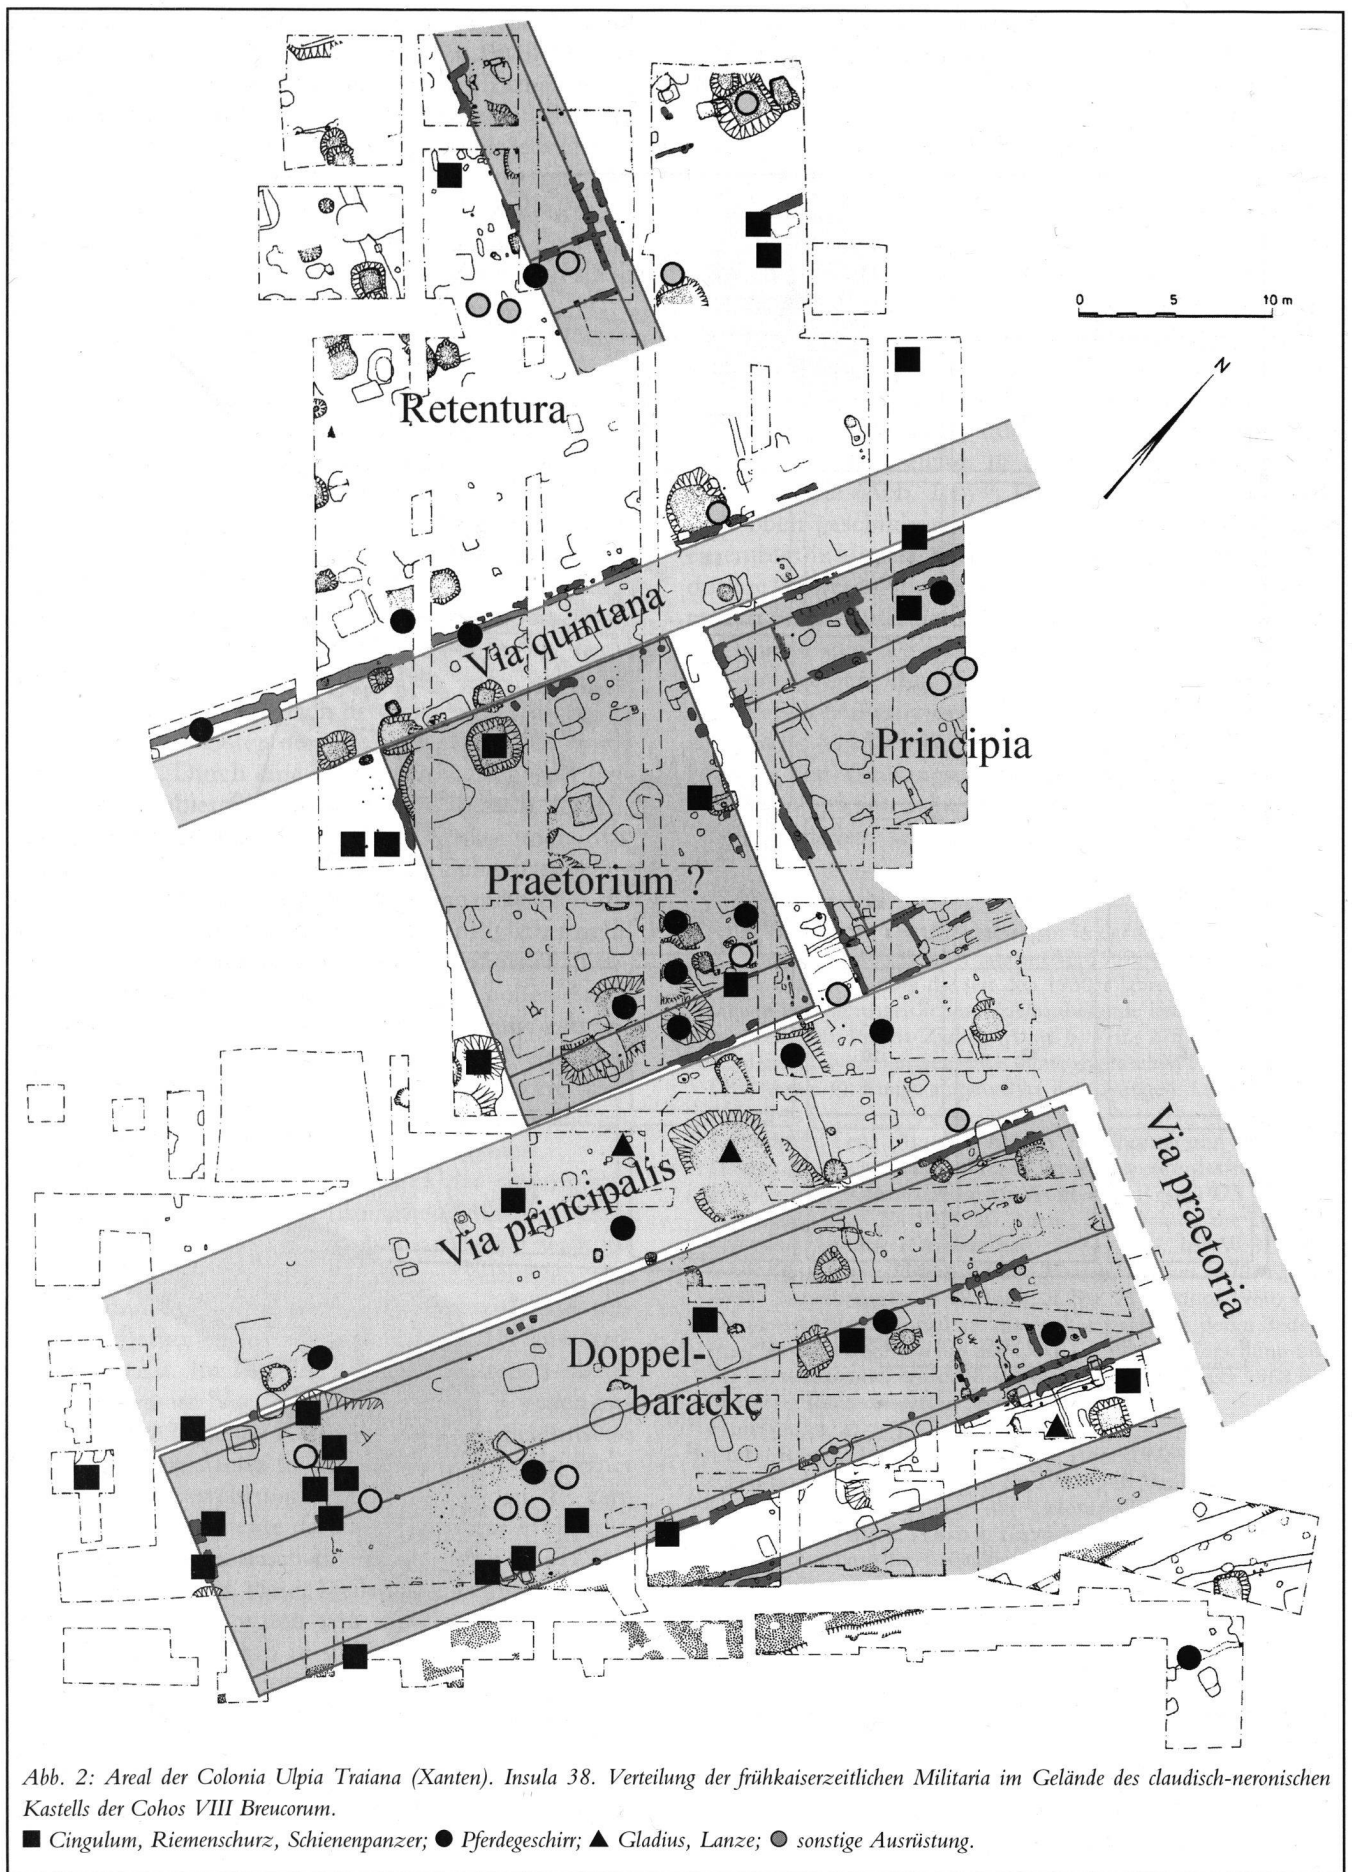 0 5 10 m
N
Retentura
Via quintana
Principia
Praetorium ?
Via praetoria
Via principalis
Doppel-
baracke
Abb. 2: Areal der Colonia Ulpia Traiana (Xanten). Insula 38. Verteilung der frühkaiserzeitlichen Militaria im Gelände des claudisch-neronischen
Kastells der Cohos VIII Breucorum.
■ Cingulum, Riemenschurz, Schienenpanzer; ● Pferdegeschirr; ▲ Gladius, Lanze; ● sonstige Ausrüstung.